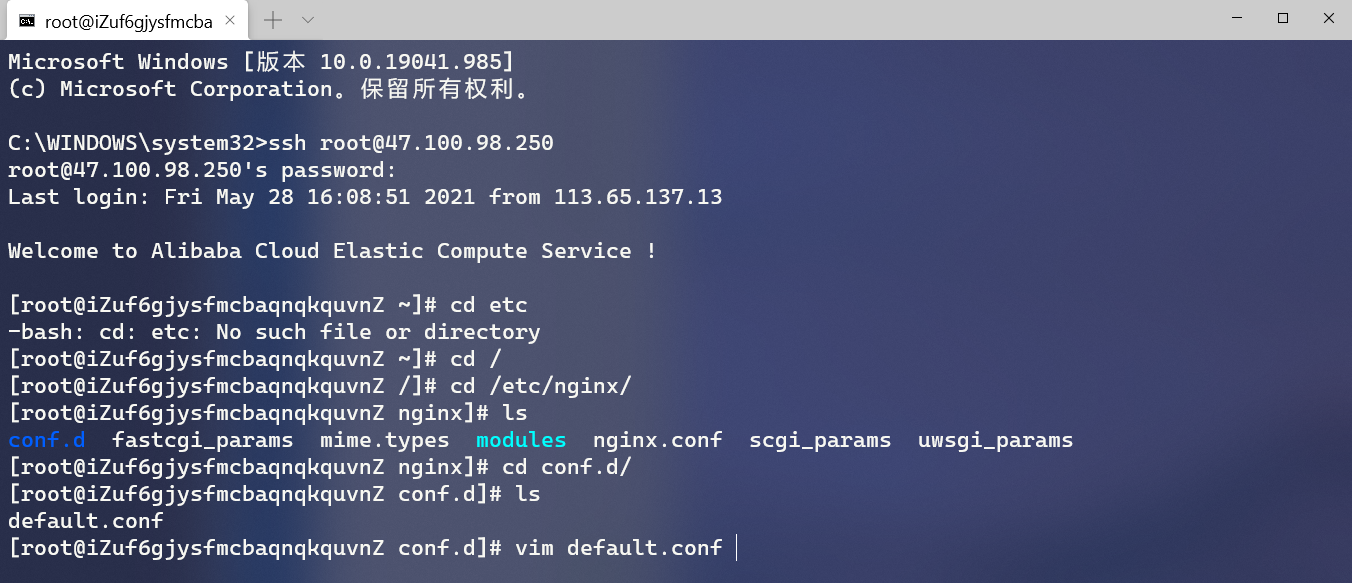 root@iZuf6gjysfmcba
Microsoft Windows [版本 10.0.19041.985]
(c) Microsoft Corporation。保留所有权利。
C:\WINDOWS\system32>ssh root@47.100.98.250
root@47.100.98.250's password:
Last login: Fri May 28 16:08:51 2021 from 113.65.137.13
Welcome to Alibaba Cloud Elastic Compute Service !
[root@iZuf6gjysfmcbaqnqkquvnZ ~]# cd etc
-bash: cd: etc: No such file or directory
[root@iZuf6gjysfmcbaqnqkquvnZ ~]# cd /
[root@iZuf6gjysfmcbaqnqkquvnZ /]# cd /etc/nginx/
[root@iZuf6gjysfmcbaqnqkquvnZ nginx]# ls
conf.d  fastcgi_params  mime.types  modules  nginx.conf  scgi_params  uwsgi_params
[root@iZuf6gjysfmcbaqnqkquvnZ nginx]# cd conf.d/
[root@iZuf6gjysfmcbaqnqkquvnZ conf.d]# ls
default.conf
[root@iZuf6gjysfmcbaqnqkquvnZ conf.d]# vim default.conf